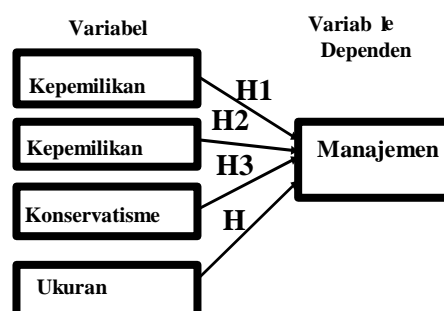 Variabel
Variab le
Dependen
Kepemilikan
H1
Kepemilikan
H2
Manajemen
H3
Konservatisme
H
Ukuran